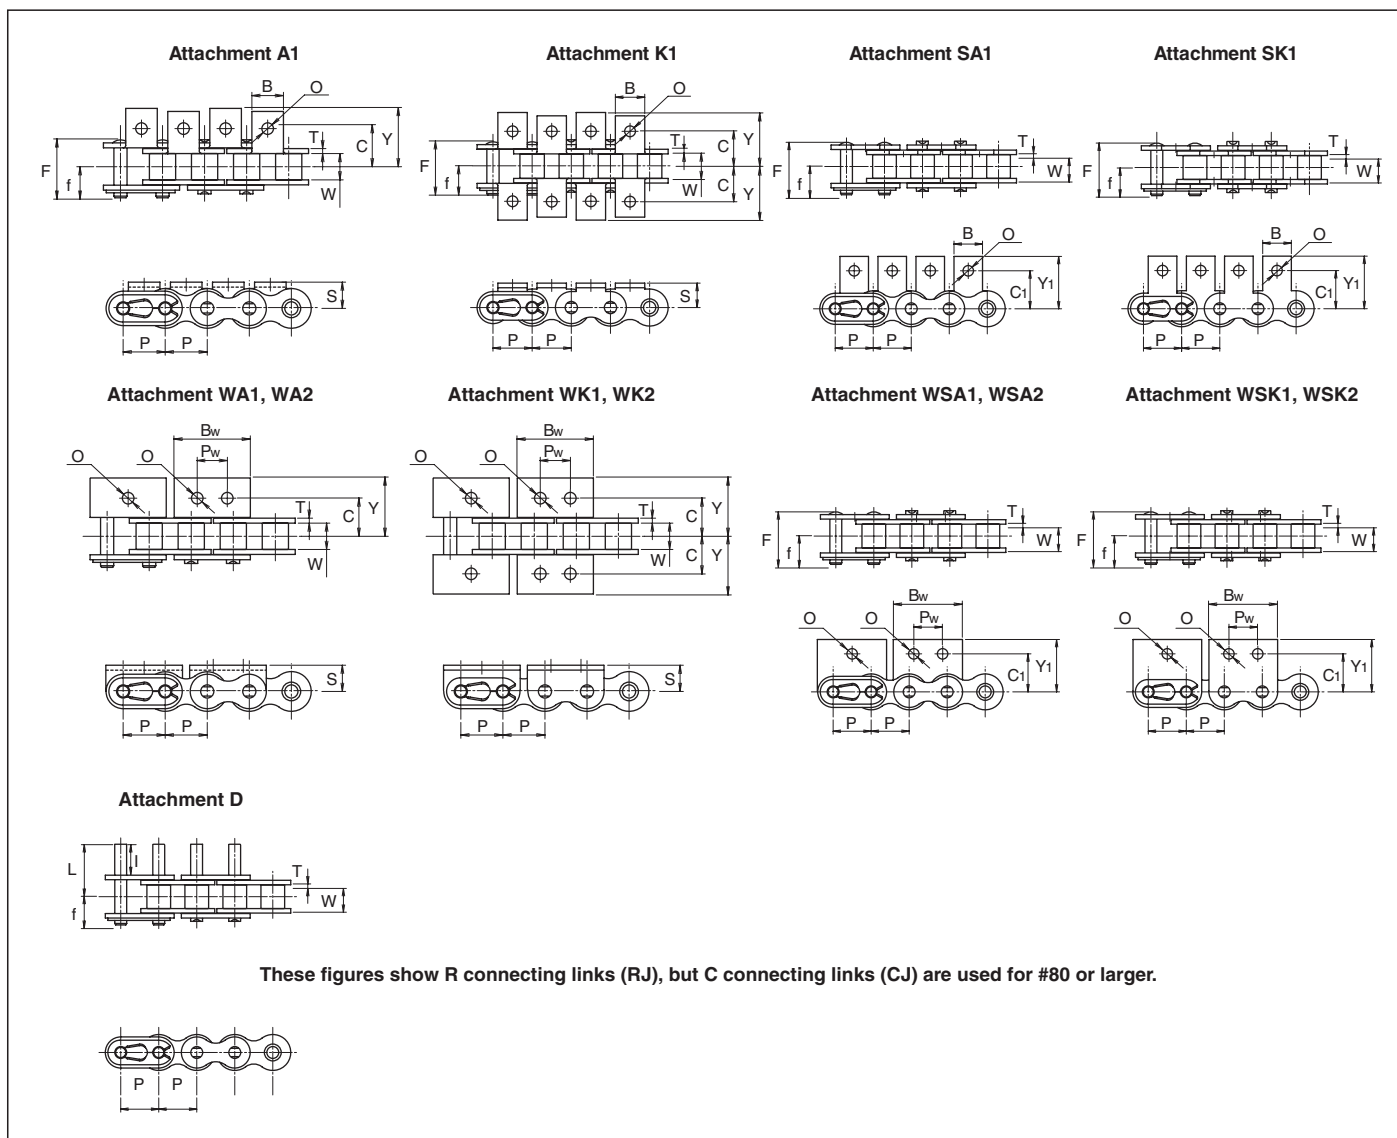 Attachment A1
Attachment K1
Attachment SA1
Attachment SK1
B
O
T
C
Y
F
f
W
S
P P
B
O
T
C
Y
F
f
W
C
Y
S
P P
T
F
f
W
B
O
C1
Y1
P P
T
F
f
W
B
O
C1
Y1
P P
Attachment WA1, WA2
Attachment WK1, WK2
Attachment WSA1, WSA2
Attachment WSK1, WSK2
Bw
O O Pw
T
C
Y
W
S
P P
Bw
O O Pw
T
C
Y
W
C
Y
S
P P
T
F
f
W
Bw
O O Pw
C1
Y1
P P
T
F
f
W
Bw
O O Pw
C1
Y1
P P
Attachment D
L
l
T
f
W
These figures show R connecting links (RJ), but C connecting links (CJ) are used for #80 or larger.
P P